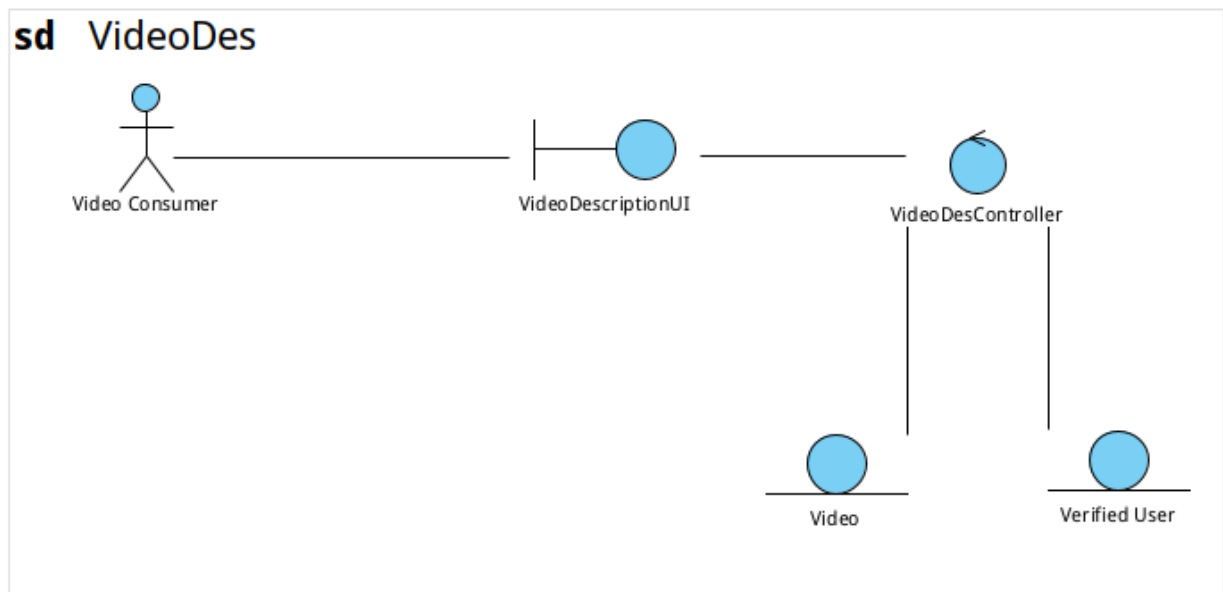 sd VideoDes
Video Consumer
VideoDescriptionUI
VideoDesController
Video
Verified User